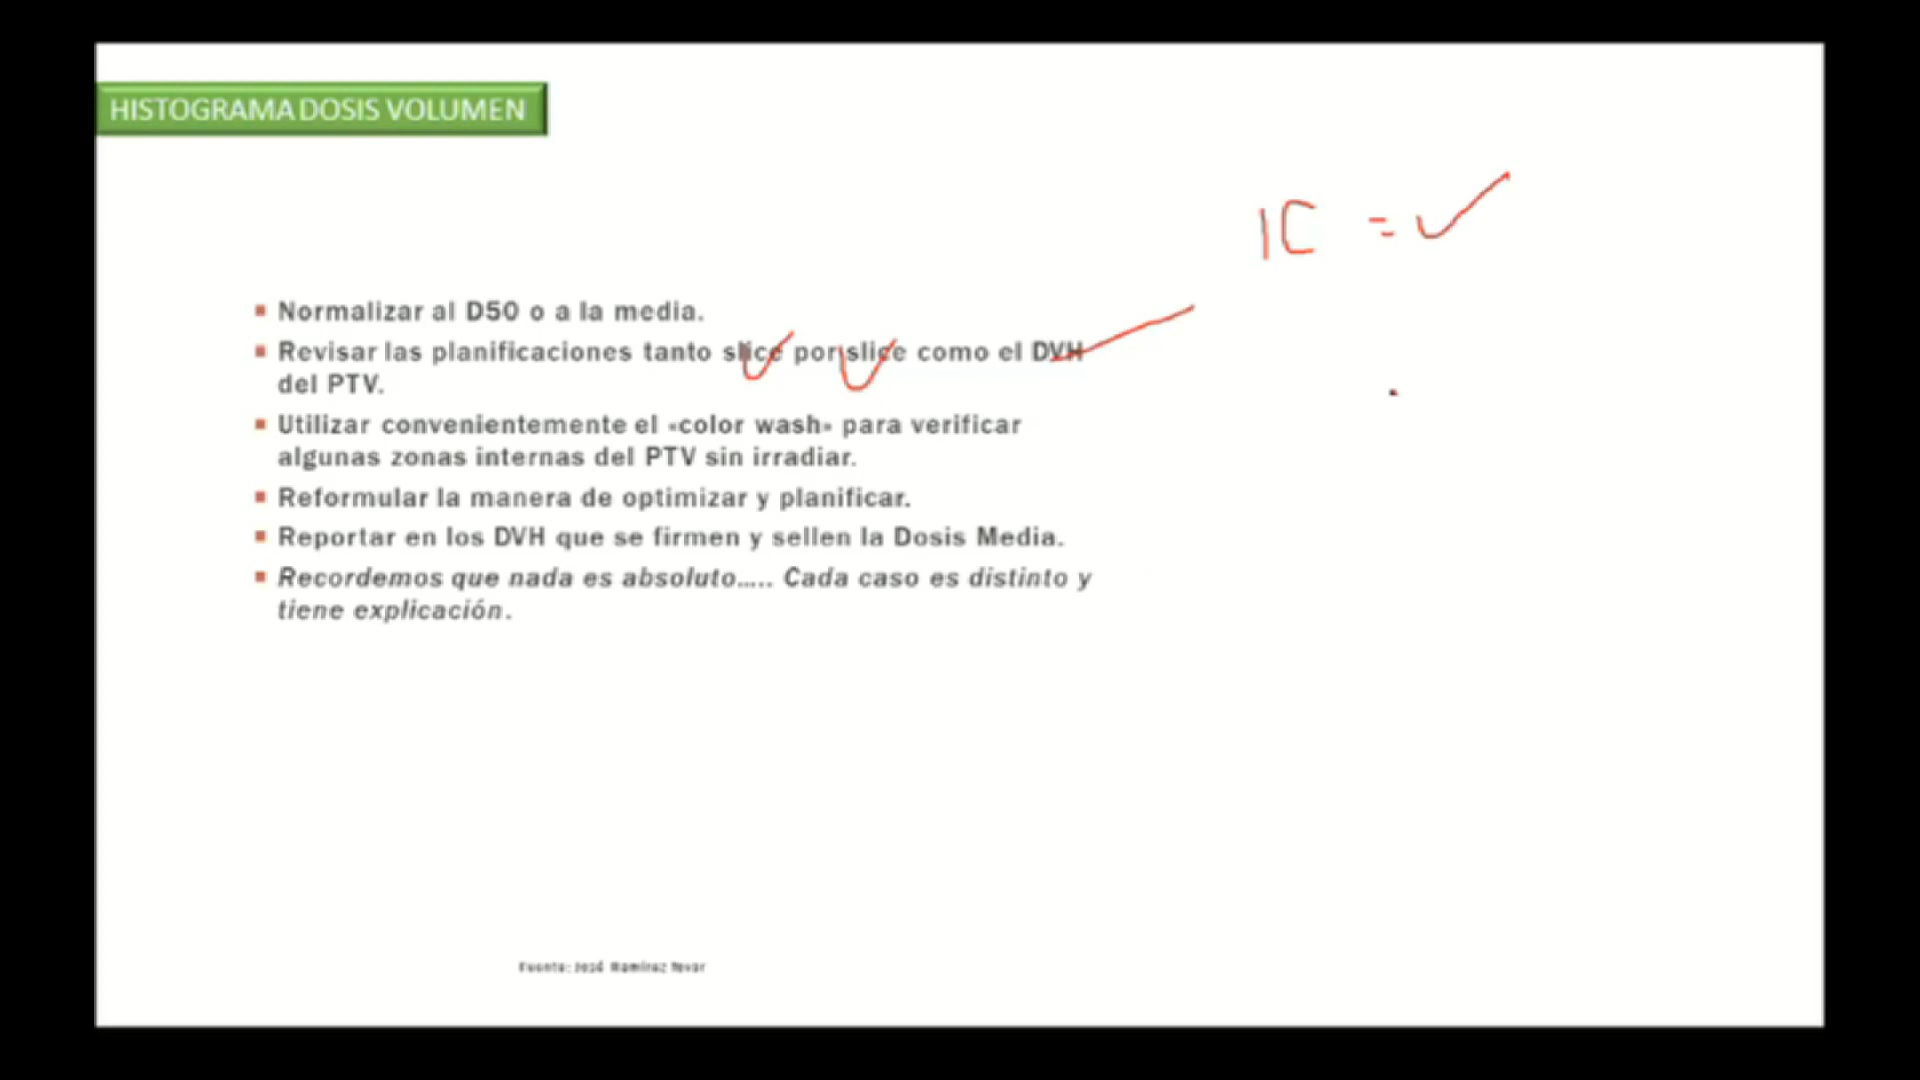 HISTOGRAMA DOSIS VOLUMEN
IC =
Normalizar al D50 o a la media.
Revisar las planificaciones tanto slice por slice como el DVH
del PTV.
Utilizar convenientemente el «color wash» para verificar
algunas zonas internas del PTV sin irradiar.
Reformular la manera de optimizar y planificar.
Reportar en los DVH que se firmen y sellen la Dosis Media.
Recordemos que nada es absoluto..... Cada caso es distinto y
tiene explicación.
Fuente: José Ramírez Tovar